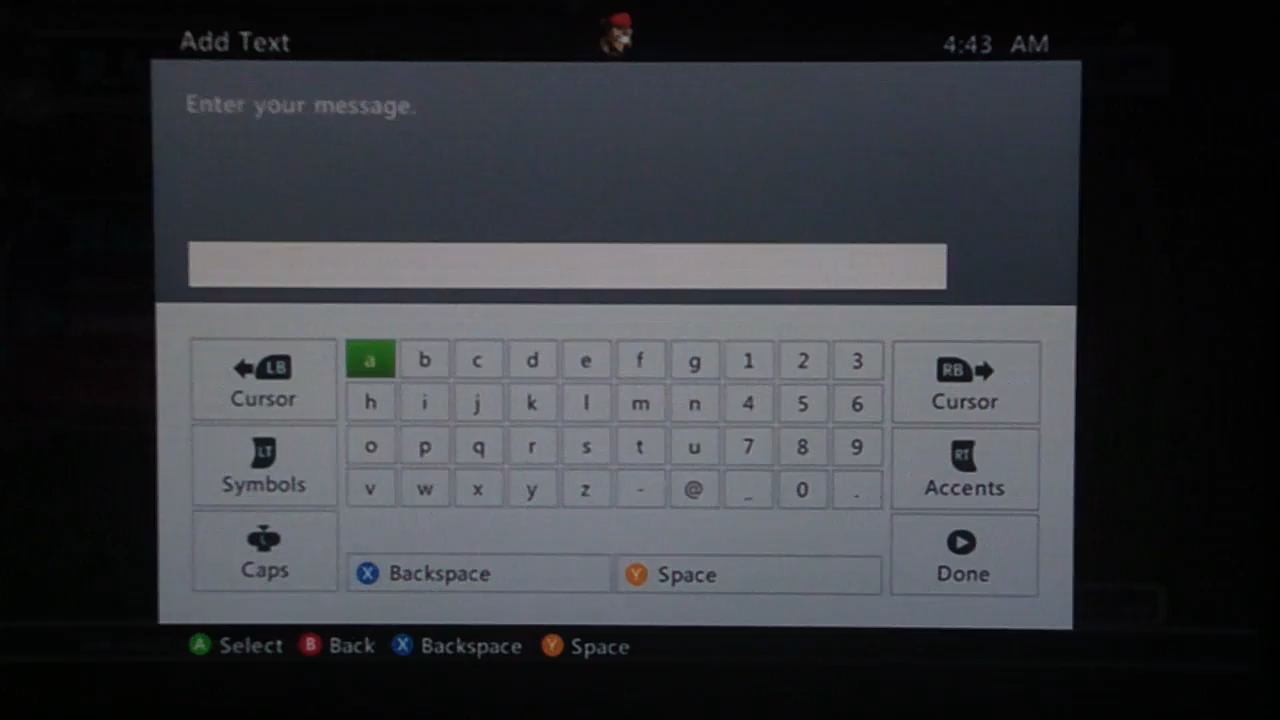 Add Text 4:43 AM
Enter your message.
LB Cursor a b c d e f g 1 2 3 RB Cursor
h i j k l m n 4 5 6
LT Symbols o p q r s t u 7 8 9 RT Accents
v w x y z - @ _ 0 .
L Caps X Backspace Y Space Done
A Select B Back X Backspace Y Space